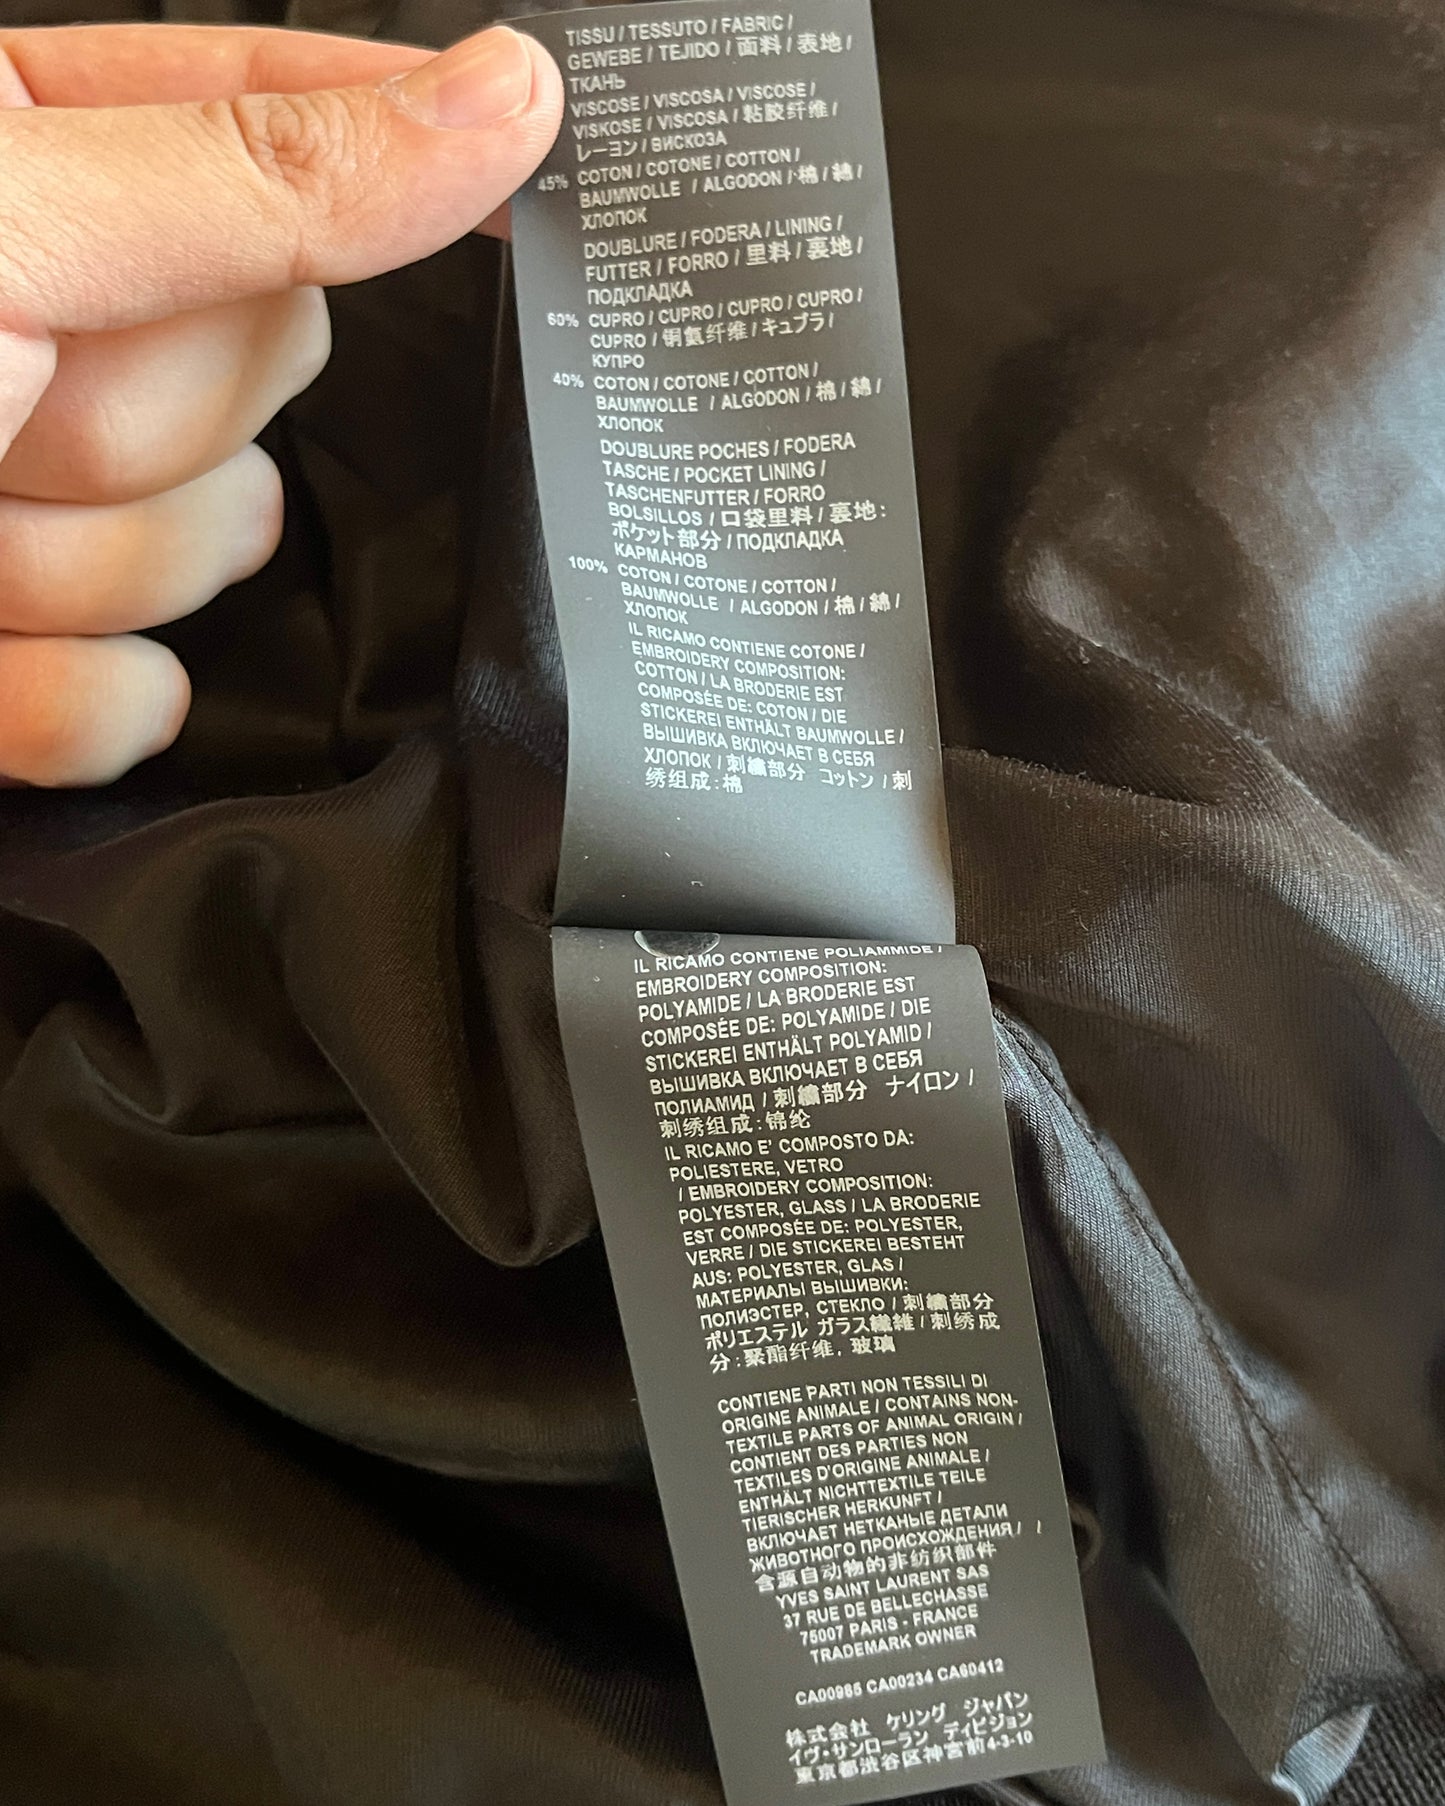 TISSU / TESSUTO / FABRIC /
GEWEBE / TEJIDO / 面料 / 表地 /
ТКАНЬ
VISCOSE / VISCOSA / VISCOSE /
VISKOSE / VISCOSA / 粘胶纤维 /
レーヨン / ВИСКОЗА
45% COTON / COTONE / COTTON /
BAUMWOLLE / ALGODON / 棉 / 綿 /
ХЛОПОК
DOUBLURE / FODERA / LINING /
FUTTER / FORRO / 里料 / 裏地 /
ПОДКЛАДКА
60% CUPRO / CUPRO / CUPRO / CUPRO /
CUPRO / 铜氨纤维 / キュプラ /
КУПРО
40% COTON / COTONE / COTTON /
BAUMWOLLE / ALGODON / 棉 / 綿 /
ХЛОПОК
DOUBLURE POCHES / FODERA
TASCHE / POCKET LINING /
TASCHENFUTTER / FORRO
BOLSILLOS / 口袋里料 / 裏地:
ポケット部分 / ПОДКЛАДКА
КАРМАНОВ
100% COTON / COTONE / COTTON /
BAUMWOLLE / ALGODON / 棉 / 綿 /
ХЛОПОК
IL RICAMO CONTIENE COTONE /
EMBROIDERY COMPOSITION:
COTTON / LA BRODERIE EST
COMPOSÉE DE: COTON / DIE
STICKEREI ENTHÄLT BAUMWOLLE /
ВЫШИВКА ВКЛЮЧАЕТ В СЕБЯ
ХЛОПОК / 刺繍部分 コットン / 刺
绣组成:棉
IL RICAMO CONTIENE POLIAMMIDE /
EMBROIDERY COMPOSITION:
POLYAMIDE / LA BRODERIE EST
COMPOSÉE DE: POLYAMIDE / DIE
STICKEREI ENTHÄLT POLYAMID /
ВЫШИВКА ВКЛЮЧАЕТ В СЕБЯ
ПОЛИАМИД / 刺繍部分 ナイロン /
刺绣组成:锦纶
IL RICAMO E' COMPOSTO DA:
POLIESTERE, VETRO
/ EMBROIDERY COMPOSITION:
POLYESTER, GLASS / LA BRODERIE
EST COMPOSÉE DE: POLYESTER,
VERRE / DIE STICKEREI BESTEHT
AUS: POLYESTER, GLAS /
МАТЕРИАЛЫ ВЫШИВКИ:
ПОЛИЭСТЕР, СТЕКЛО / 刺繍部分
ポリエステル ガラス繊維 / 刺绣成
分:聚酯纤维, 玻璃
CONTIENE PARTI NON TESSILI DI
ORIGINE ANIMALE / CONTAINS NON-
TEXTILE PARTS OF ANIMAL ORIGIN /
CONTIENT DES PARTIES NON
TEXTILES D'ORIGINE ANIMALE /
ENTHÄLT NICHTTEXTILE TEILE
TIERISCHER HERKUNFT /
ВКЛЮЧАЕТ НЕТКАНЫЕ ДЕТАЛИ
ЖИВОТНОГО ПРОИСХОЖДЕНИЯ / /
含源自动物的非纺织部件
YVES SAINT LAURENT SAS
37 RUE DE BELLECHASSE
75007 PARIS - FRANCE
TRADEMARK OWNER
CA00985 CA00234 CA60412
株式会社 ケリング ジャパン
イヴ・サンローラン ディビジョン
東京都渋谷区神宮前4-3-10